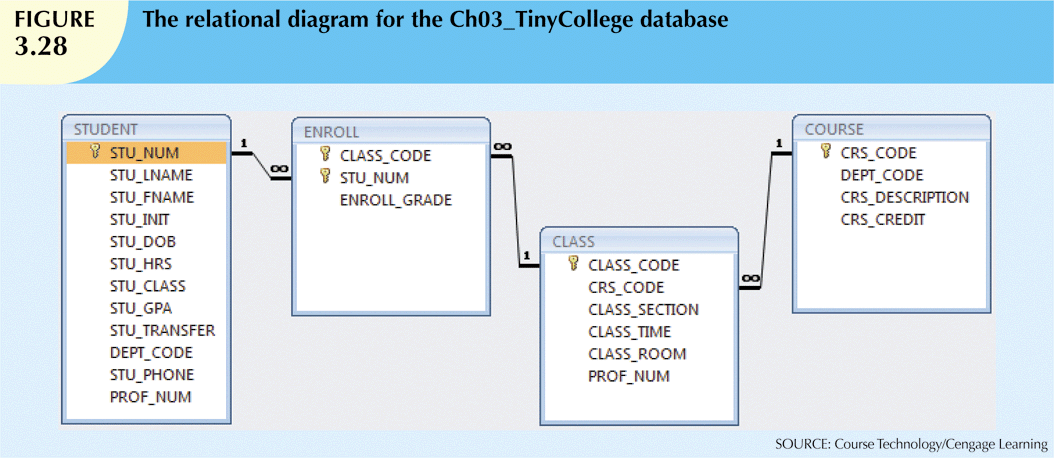 FIGURE
3.28
The relational diagram for the Ch03_TinyCollege database
STUDENT
STU_NUM
STU_LNAME
STU_FNAME
STU_INIT
STU_DOB
STU_HRS
STU_CLASS
STU_GPA
STU_TRANSFER
DEPT_CODE
STU_PHONE
PROF_NUM
1
∞
ENROLL
CLASS_CODE
STU_NUM
ENROLL_GRADE
∞
1
CLASS
CLASS_CODE
CRS_CODE
CLASS_SECTION
CLASS_TIME
CLASS_ROOM
PROF_NUM
∞
1
COURSE
CRS_CODE
DEPT_CODE
CRS_DESCRIPTION
CRS_CREDIT
SOURCE: Course Technology/Cengage Learning